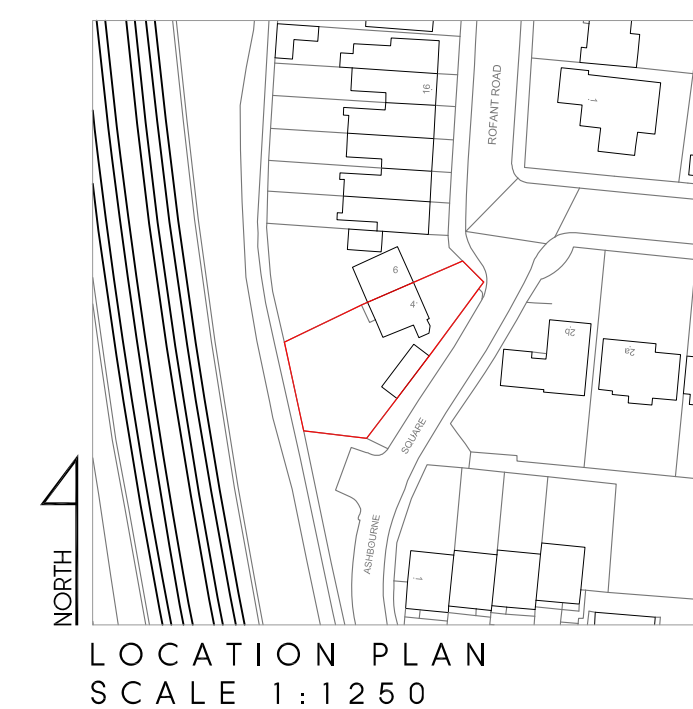 16
ROFANT ROAD
1
6
4
2b
2a
SQUARE
ASHBOURNE
1
NORTH
LOCATION PLAN
SCALE 1:1250